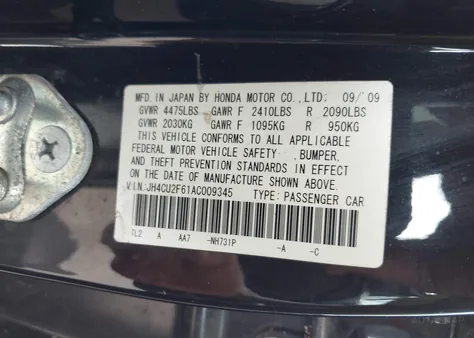 MFD. IN JAPAN BY HONDA MOTOR CO., LTD: 09/'09
GVWR 4475LBS GAWR F 2410LBS R 2090LBS
GVWR 2030KG GAWR F 1095KG R 950KG
THIS VEHICLE CONFORMS TO ALL APPLICABLE
FEDERAL MOTOR VEHICLE SAFETY , BUMPER,
AND THEFT PREVENTION STANDARDS IN EFFECT
ON THE DATE OF MANUFACTURE SHOWN ABOVE.
V.I.N.:JH4CU2F61AC009345 TYPE: PASSENGER CAR
TL2 A AA7 -NH731P -A -C